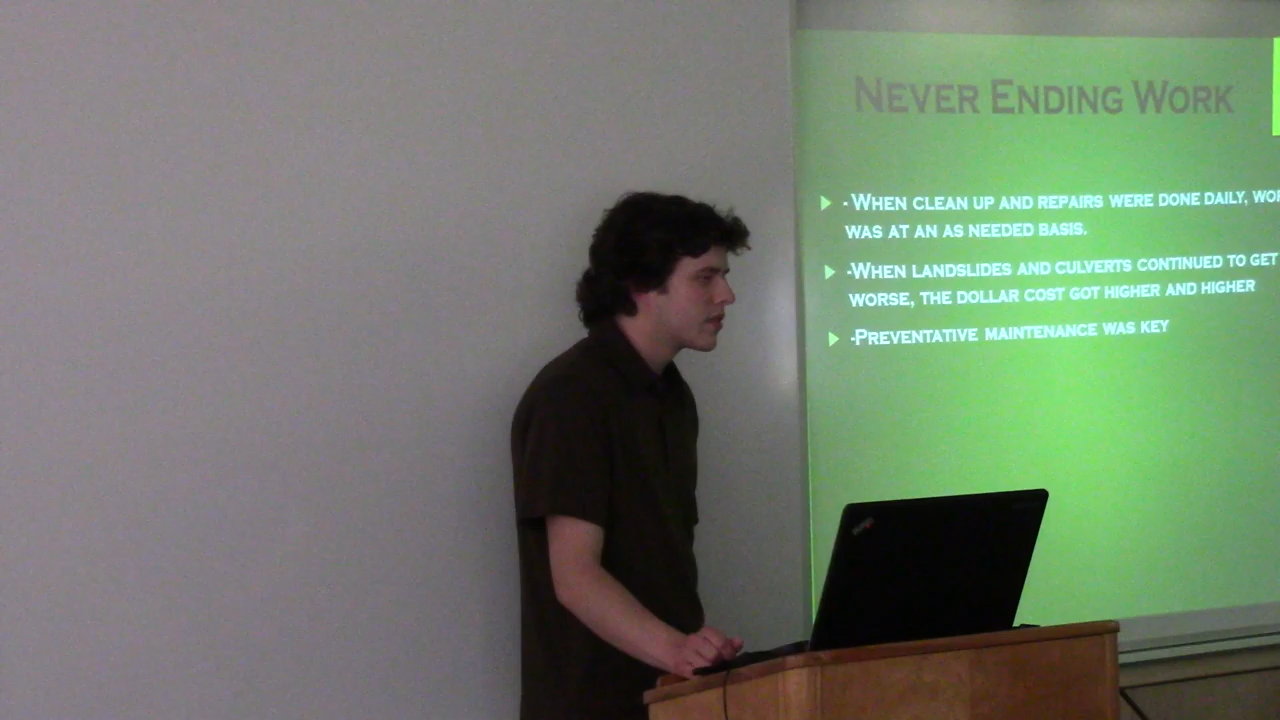 Never Ending Work
-When clean up and repairs were done daily, wor
was at an as needed basis.
-When landslides and culverts continued to get
worse, the dollar cost got higher and higher
-Preventative maintenance was key